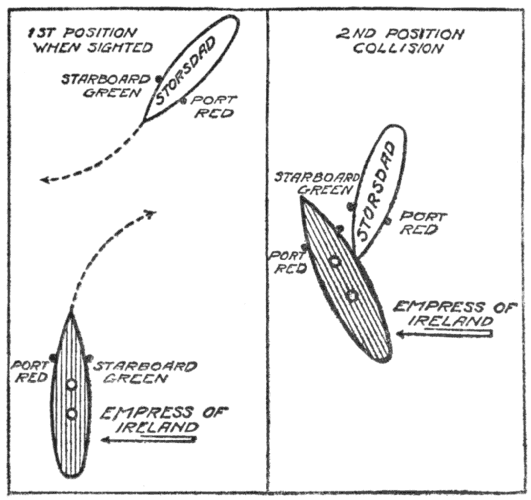 1ST POSITION
WHEN SIGHTED
STARBOARD
GREEN
STORSDAD
PORT
RED
PORT
RED
STARBOARD
GREEN
EMPRESS OF
IRELAND
2ND POSITION
COLLISION
STARBOARD
GREEN
STORSDAD
PORT
RED
PORT
RED
EMPRESS OF
IRELAND